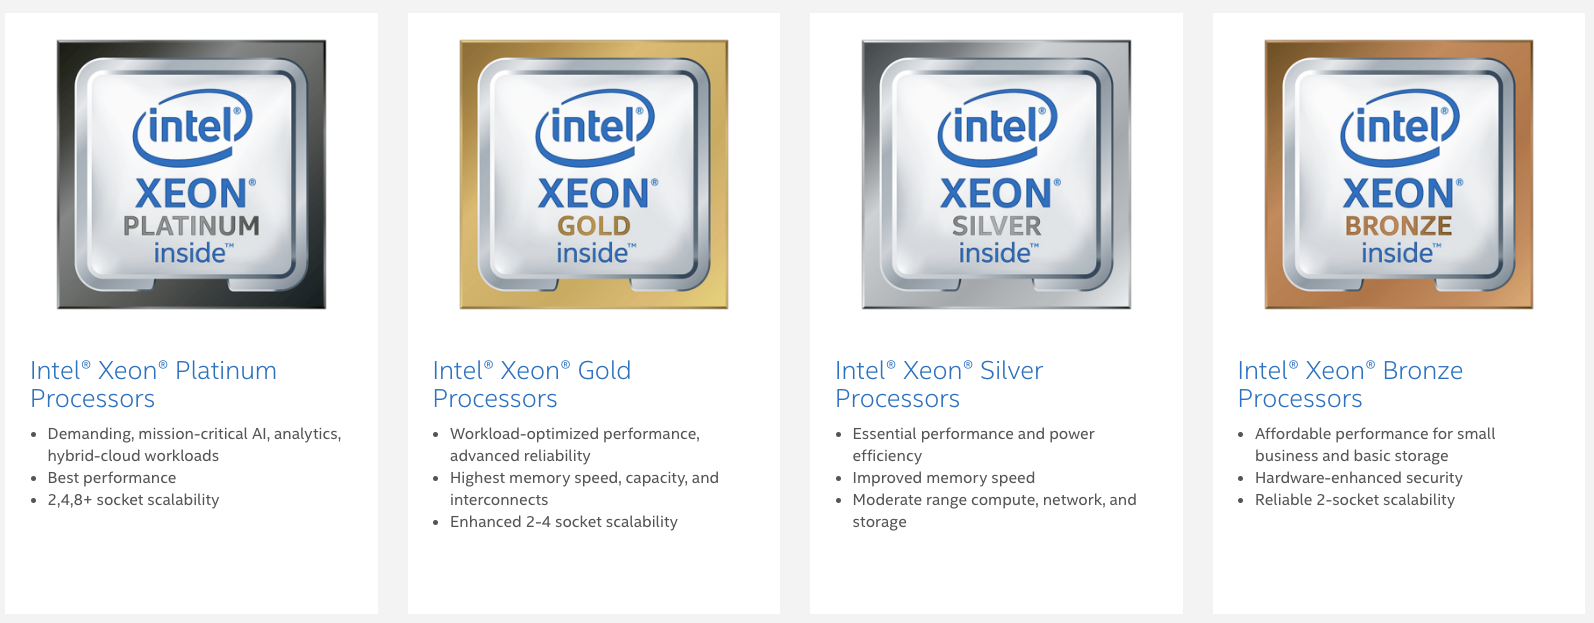 intel®
XEON®
PLATINUM
inside™
Intel® Xeon® Platinum
Processors
• Demanding, mission-critical AI, analytics,
hybrid-cloud workloads
• Best performance
• 2,4,8+ socket scalability
intel®
XEON®
GOLD
inside™
Intel® Xeon® Gold
Processors
• Workload-optimized performance,
advanced reliability
• Highest memory speed, capacity, and
interconnects
• Enhanced 2-4 socket scalability
intel®
XEON®
SILVER
inside™
Intel® Xeon® Silver
Processors
• Essential performance and power
efficiency
• Improved memory speed
• Moderate range compute, network, and
storage
intel®
XEON®
BRONZE
inside™
Intel® Xeon® Bronze
Processors
• Affordable performance for small
business and basic storage
• Hardware-enhanced security
• Reliable 2-socket scalability